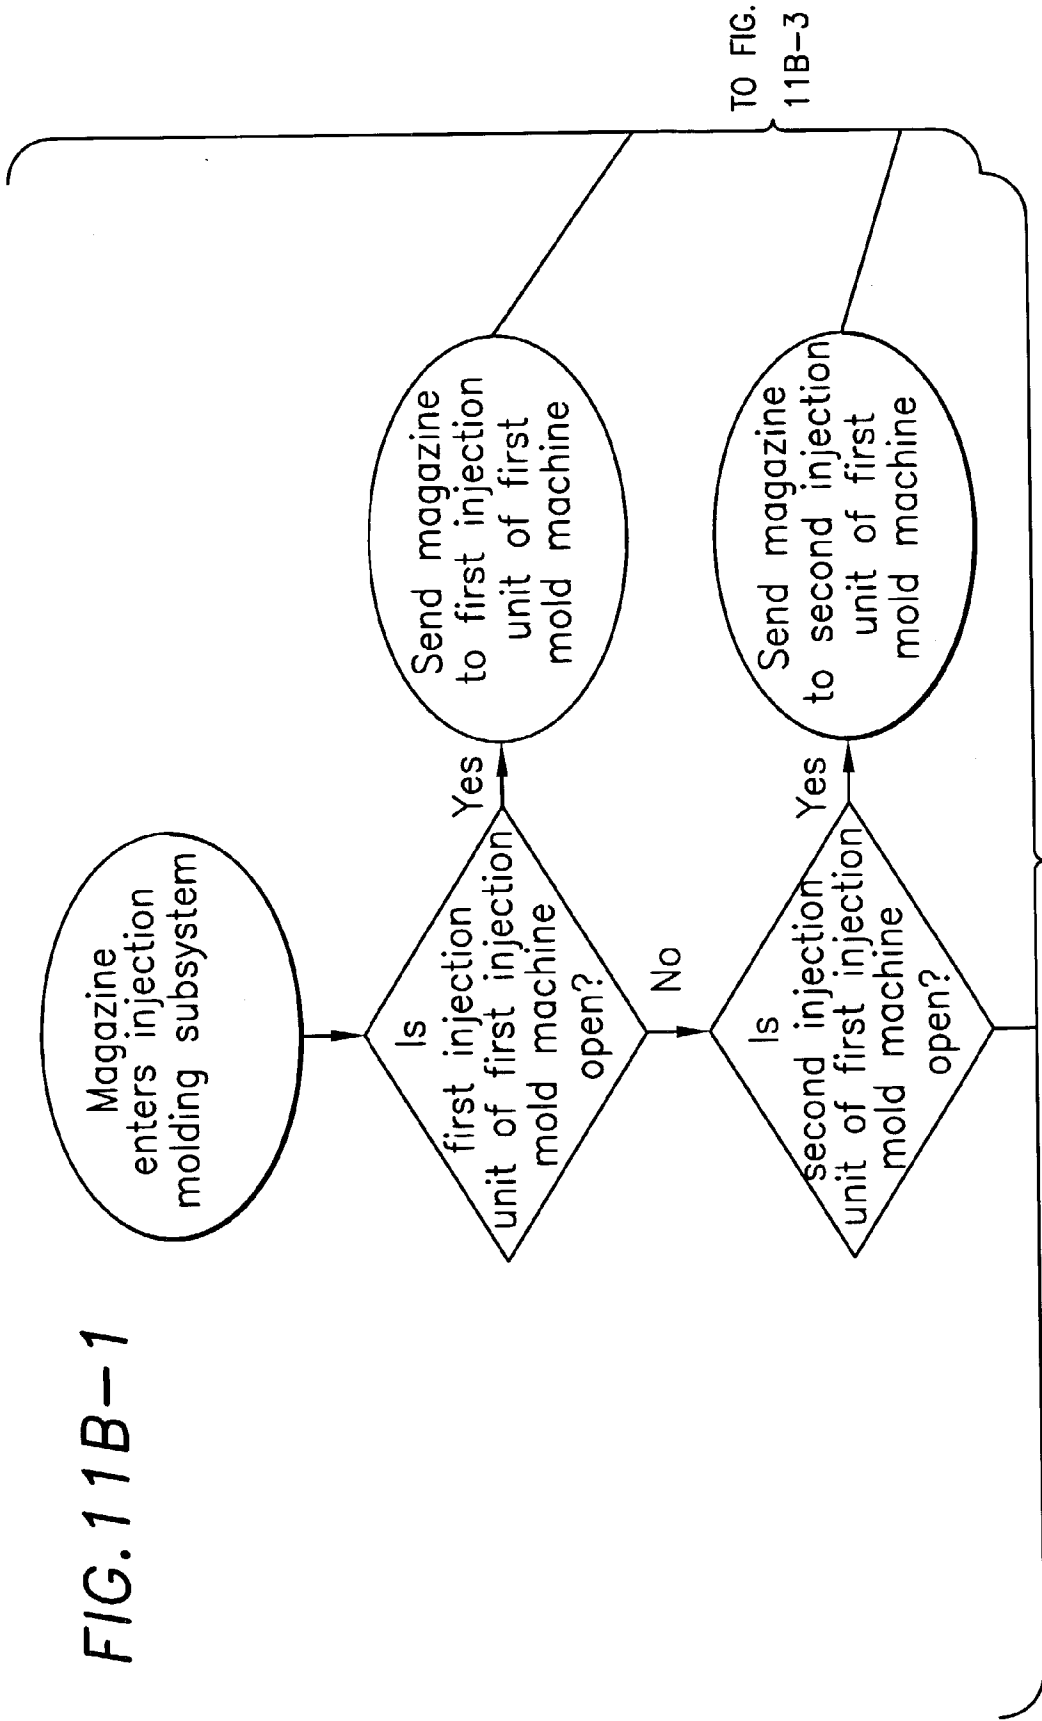 FIG. 11B-1
Magazine
enters injection
molding subsystem
Is
first injection
unit of first injection
mold machine
open?
Yes
Send magazine
to first injection
unit of first
mold machine
No
Is
second injection
unit of first injection
mold machine
open?
Yes
Send magazine
to second injection
unit of first
mold machine
TO FIG.
11B-3